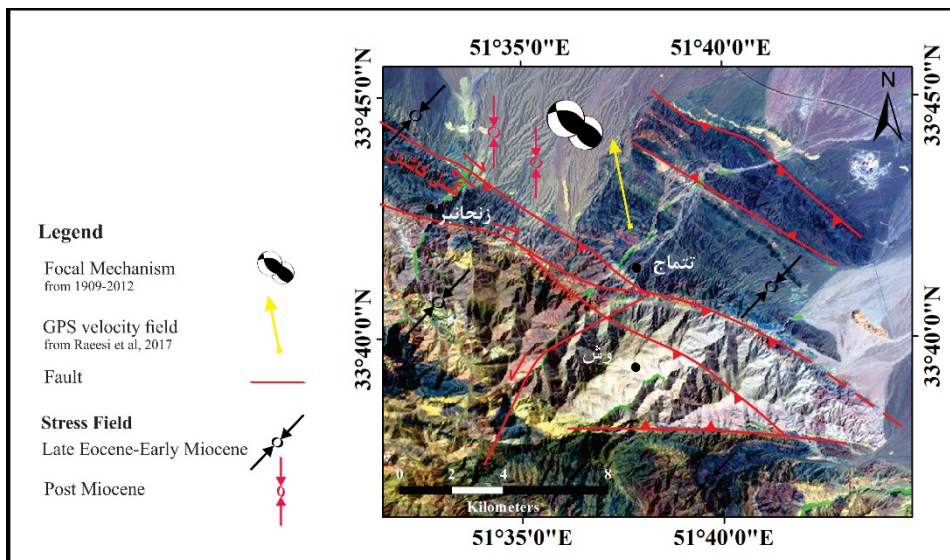 51°35'0"E 51°40'0"E
33°45'0"N 33°45'0"N
N
گسل کاشان
زنجانبر
تتماج
Legend
Focal Mechanism
from 1909-2012
GPS velocity field
from Raeesi et al, 2017
33°40'0"N 33°40'0"N
وش
Fault
Stress Field
Late Eocene-Early Miocene
Post Miocene
0 2 4 8
Kilometers
51°35'0"E 51°40'0"E